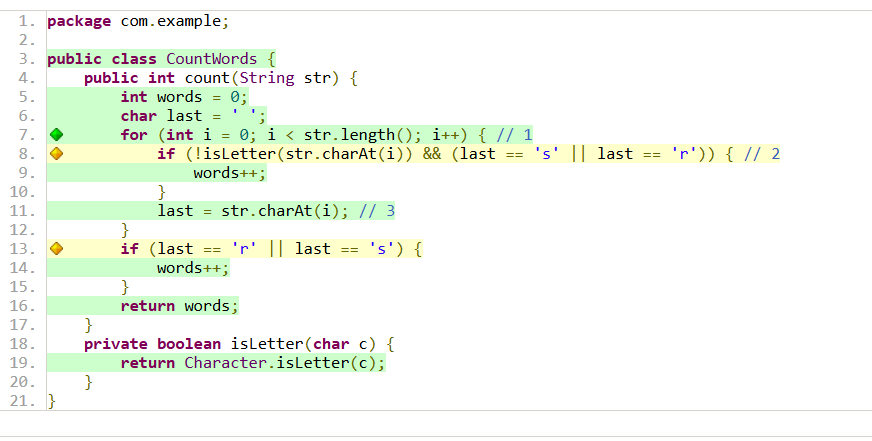 1. package com.example;
2.
3. public class CountWords {
4.     public int count(String str) {
5.         int words = 0;
6.         char last = ' ';
7.         for (int i = 0; i < str.length(); i++) { // 1
8.             if (!isLetter(str.charAt(i)) && (last == 's' || last == 'r')) { // 2
9.                 words++;
10.             }
11.             last = str.charAt(i); // 3
12.         }
13.         if (last == 'r' || last == 's') {
14.             words++;
15.         }
16.         return words;
17.     }
18.     private boolean isLetter(char c) {
19.         return Character.isLetter(c);
20.     }
21. }